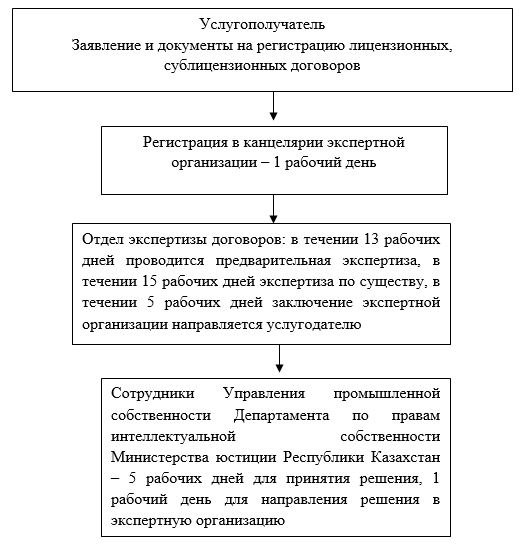 Услугополучатель
Заявление и документы на регистрацию лицензионных,
сублицензионных договоров
Регистрация в канцелярии экспертной
организации – 1 рабочий день
Отдел экспертизы договоров: в течении 13 рабочих
дней проводится предварительная экспертиза, в
течении 15 рабочих дней экспертиза по существу, в
течении 5 рабочих дней заключение экспертной
организации направляется услугодателю
Сотрудники Управления промышленной
собственности Департамента по правам
интеллектуальной собственности
Министерства юстиции Республики Казахстан
– 5 рабочих дней для принятия решения, 1
рабочий день для направления решения в
экспертную организацию